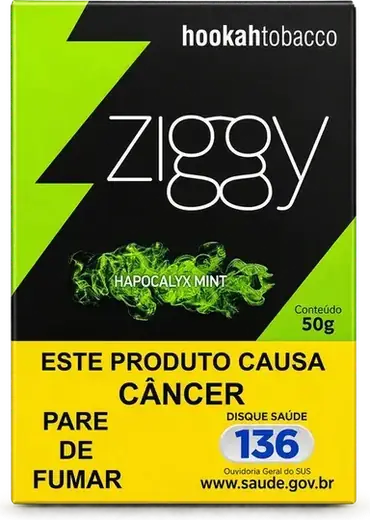 hookahtobacco
ziggy
HAPOCALYX MINT
Conteúdo
50g
ESTE PRODUTO CAUSA
CÂNCER
PARE
DE
FUMAR
DISQUE SAÚDE
136
Ouvidoria Geral do SUS
www.saude.gov.br